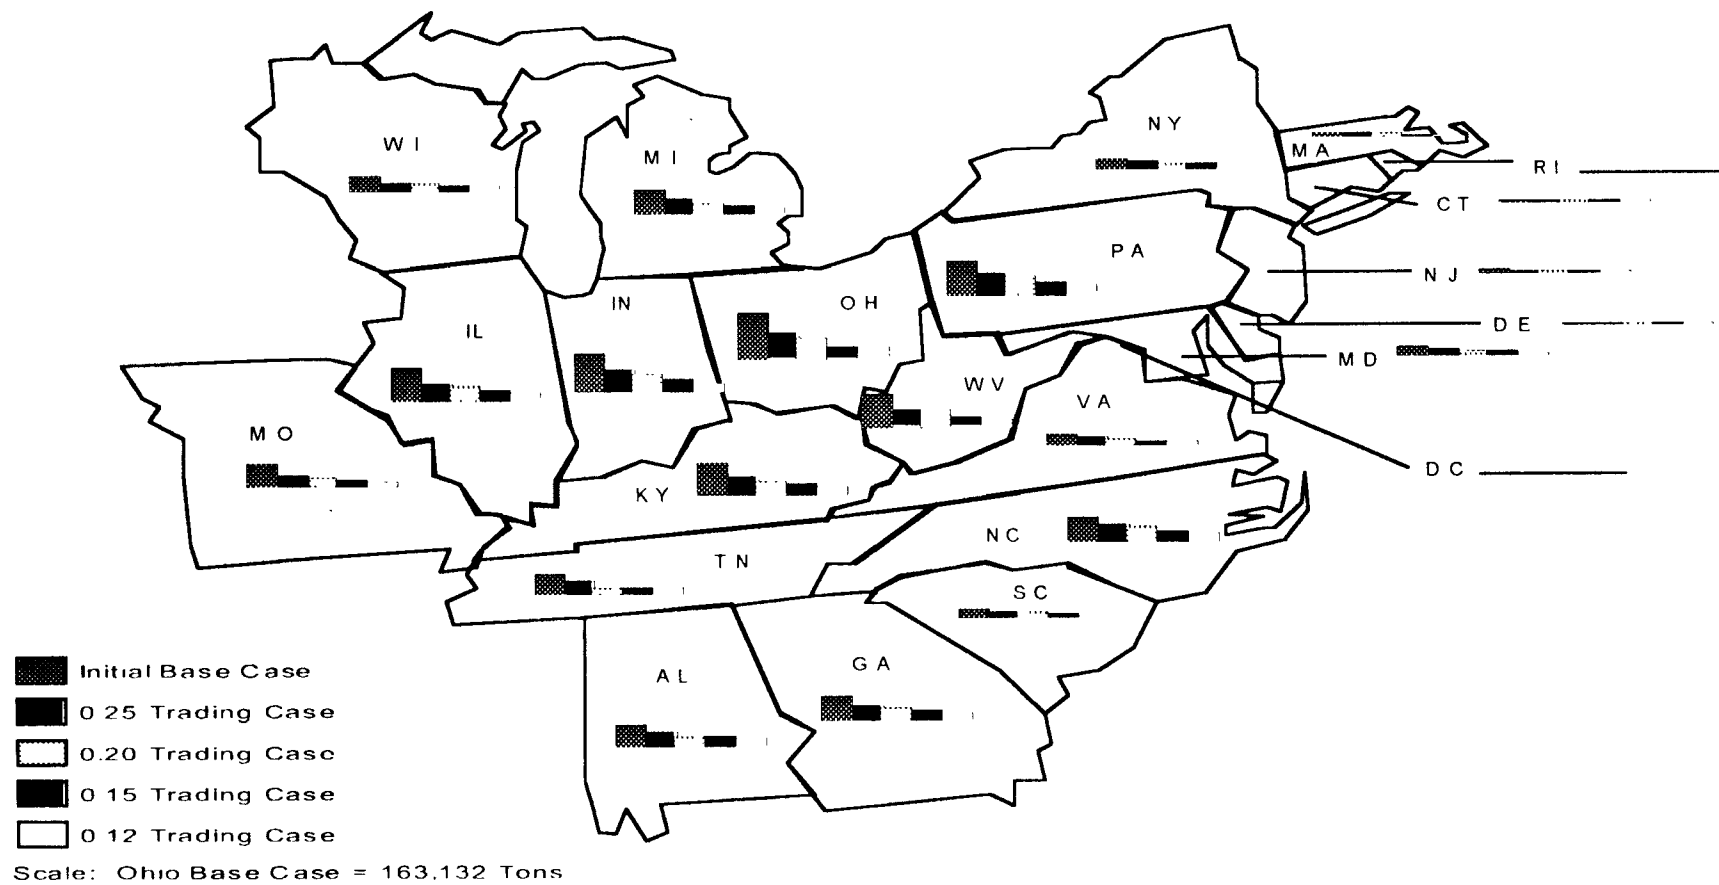 NY
WI
MI
MA
RI
CT
PA
NJ
IN
OH
DE
IL
MD
WV
VA
MO
DC
KY
NC
TN
SC
GA
AL
Initial Base Case
0 25 Trading Case
0.20 Trading Case
0 15 Trading Case
0 12 Trading Case
Scale: Ohio Base Case = 163,132 Tons